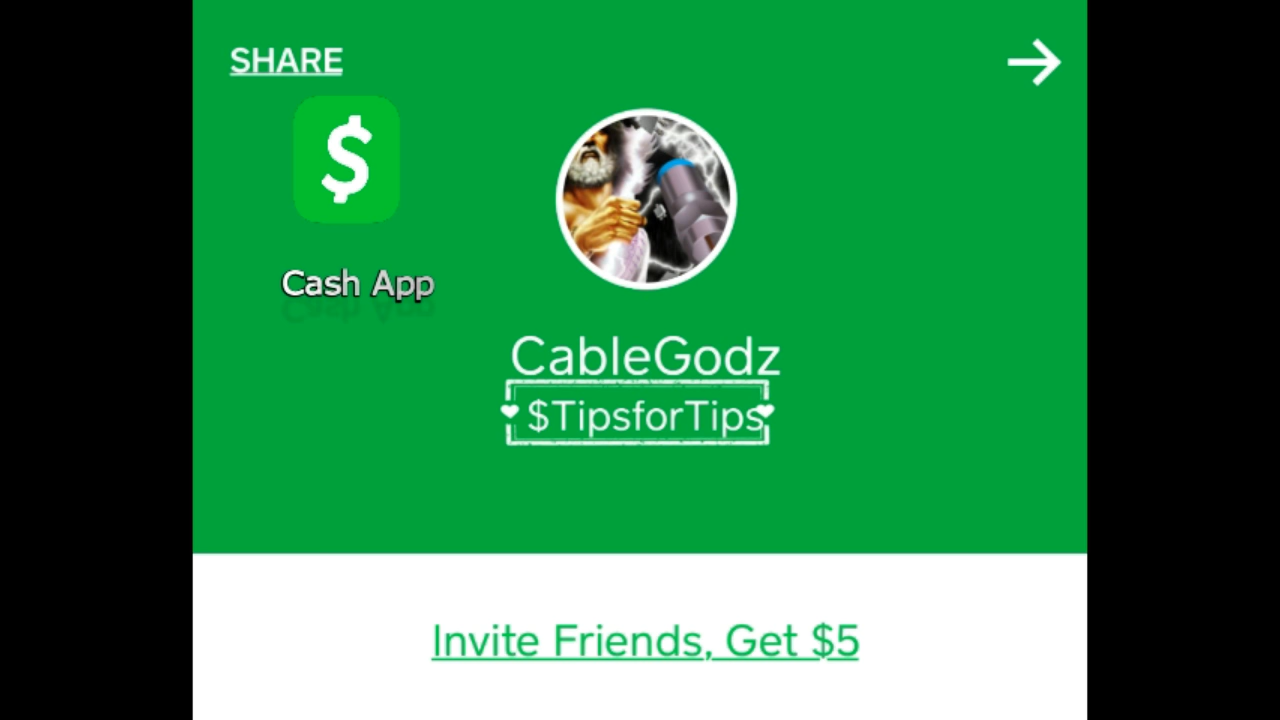 SHARE
$
Cash App
CableGodz
$TipsforTips
Invite Friends, Get $5